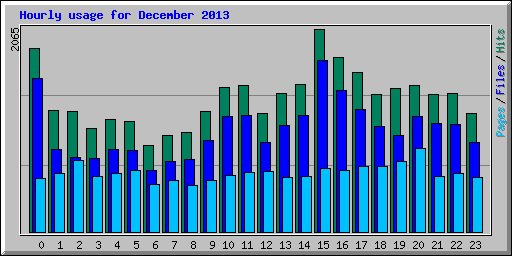 Hourly usage for December 2013
2065
Pages/Files/Hits
0 1 2 3 4 5 6 7 8 9 10 11 12 13 14 15 16 17 18 19 20 21 22 23